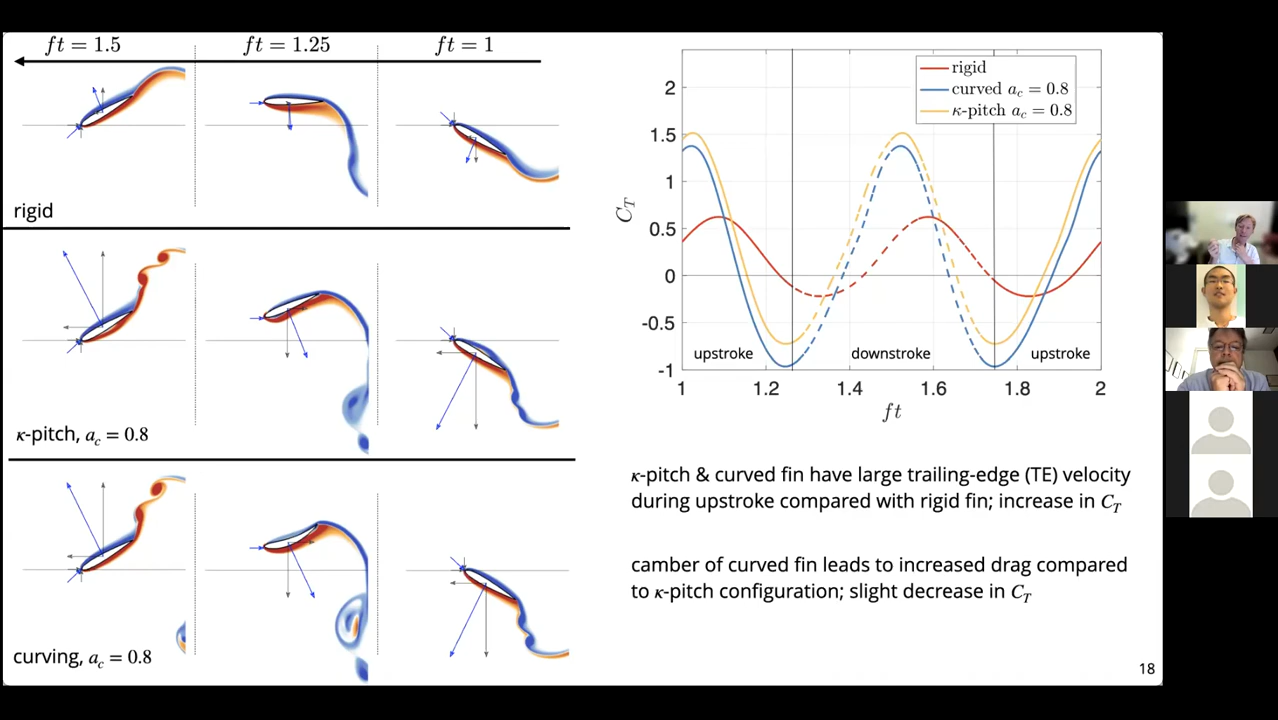 ft = 1.5
ft = 1.25
ft = 1
rigid
κ-pitch, a_c = 0.8
curving, a_c = 0.8
rigid
curved a_c = 0.8
κ-pitch a_c = 0.8
2
1.5
1
0.5
0
-0.5
-1
C_T
upstroke
downstroke
upstroke
1
1.2
1.4
1.6
1.8
2
ft
κ-pitch & curved fin have large trailing-edge (TE) velocity
during upstroke compared with rigid fin; increase in C_T
camber of curved fin leads to increased drag compared
to κ-pitch configuration; slight decrease in C_T
18